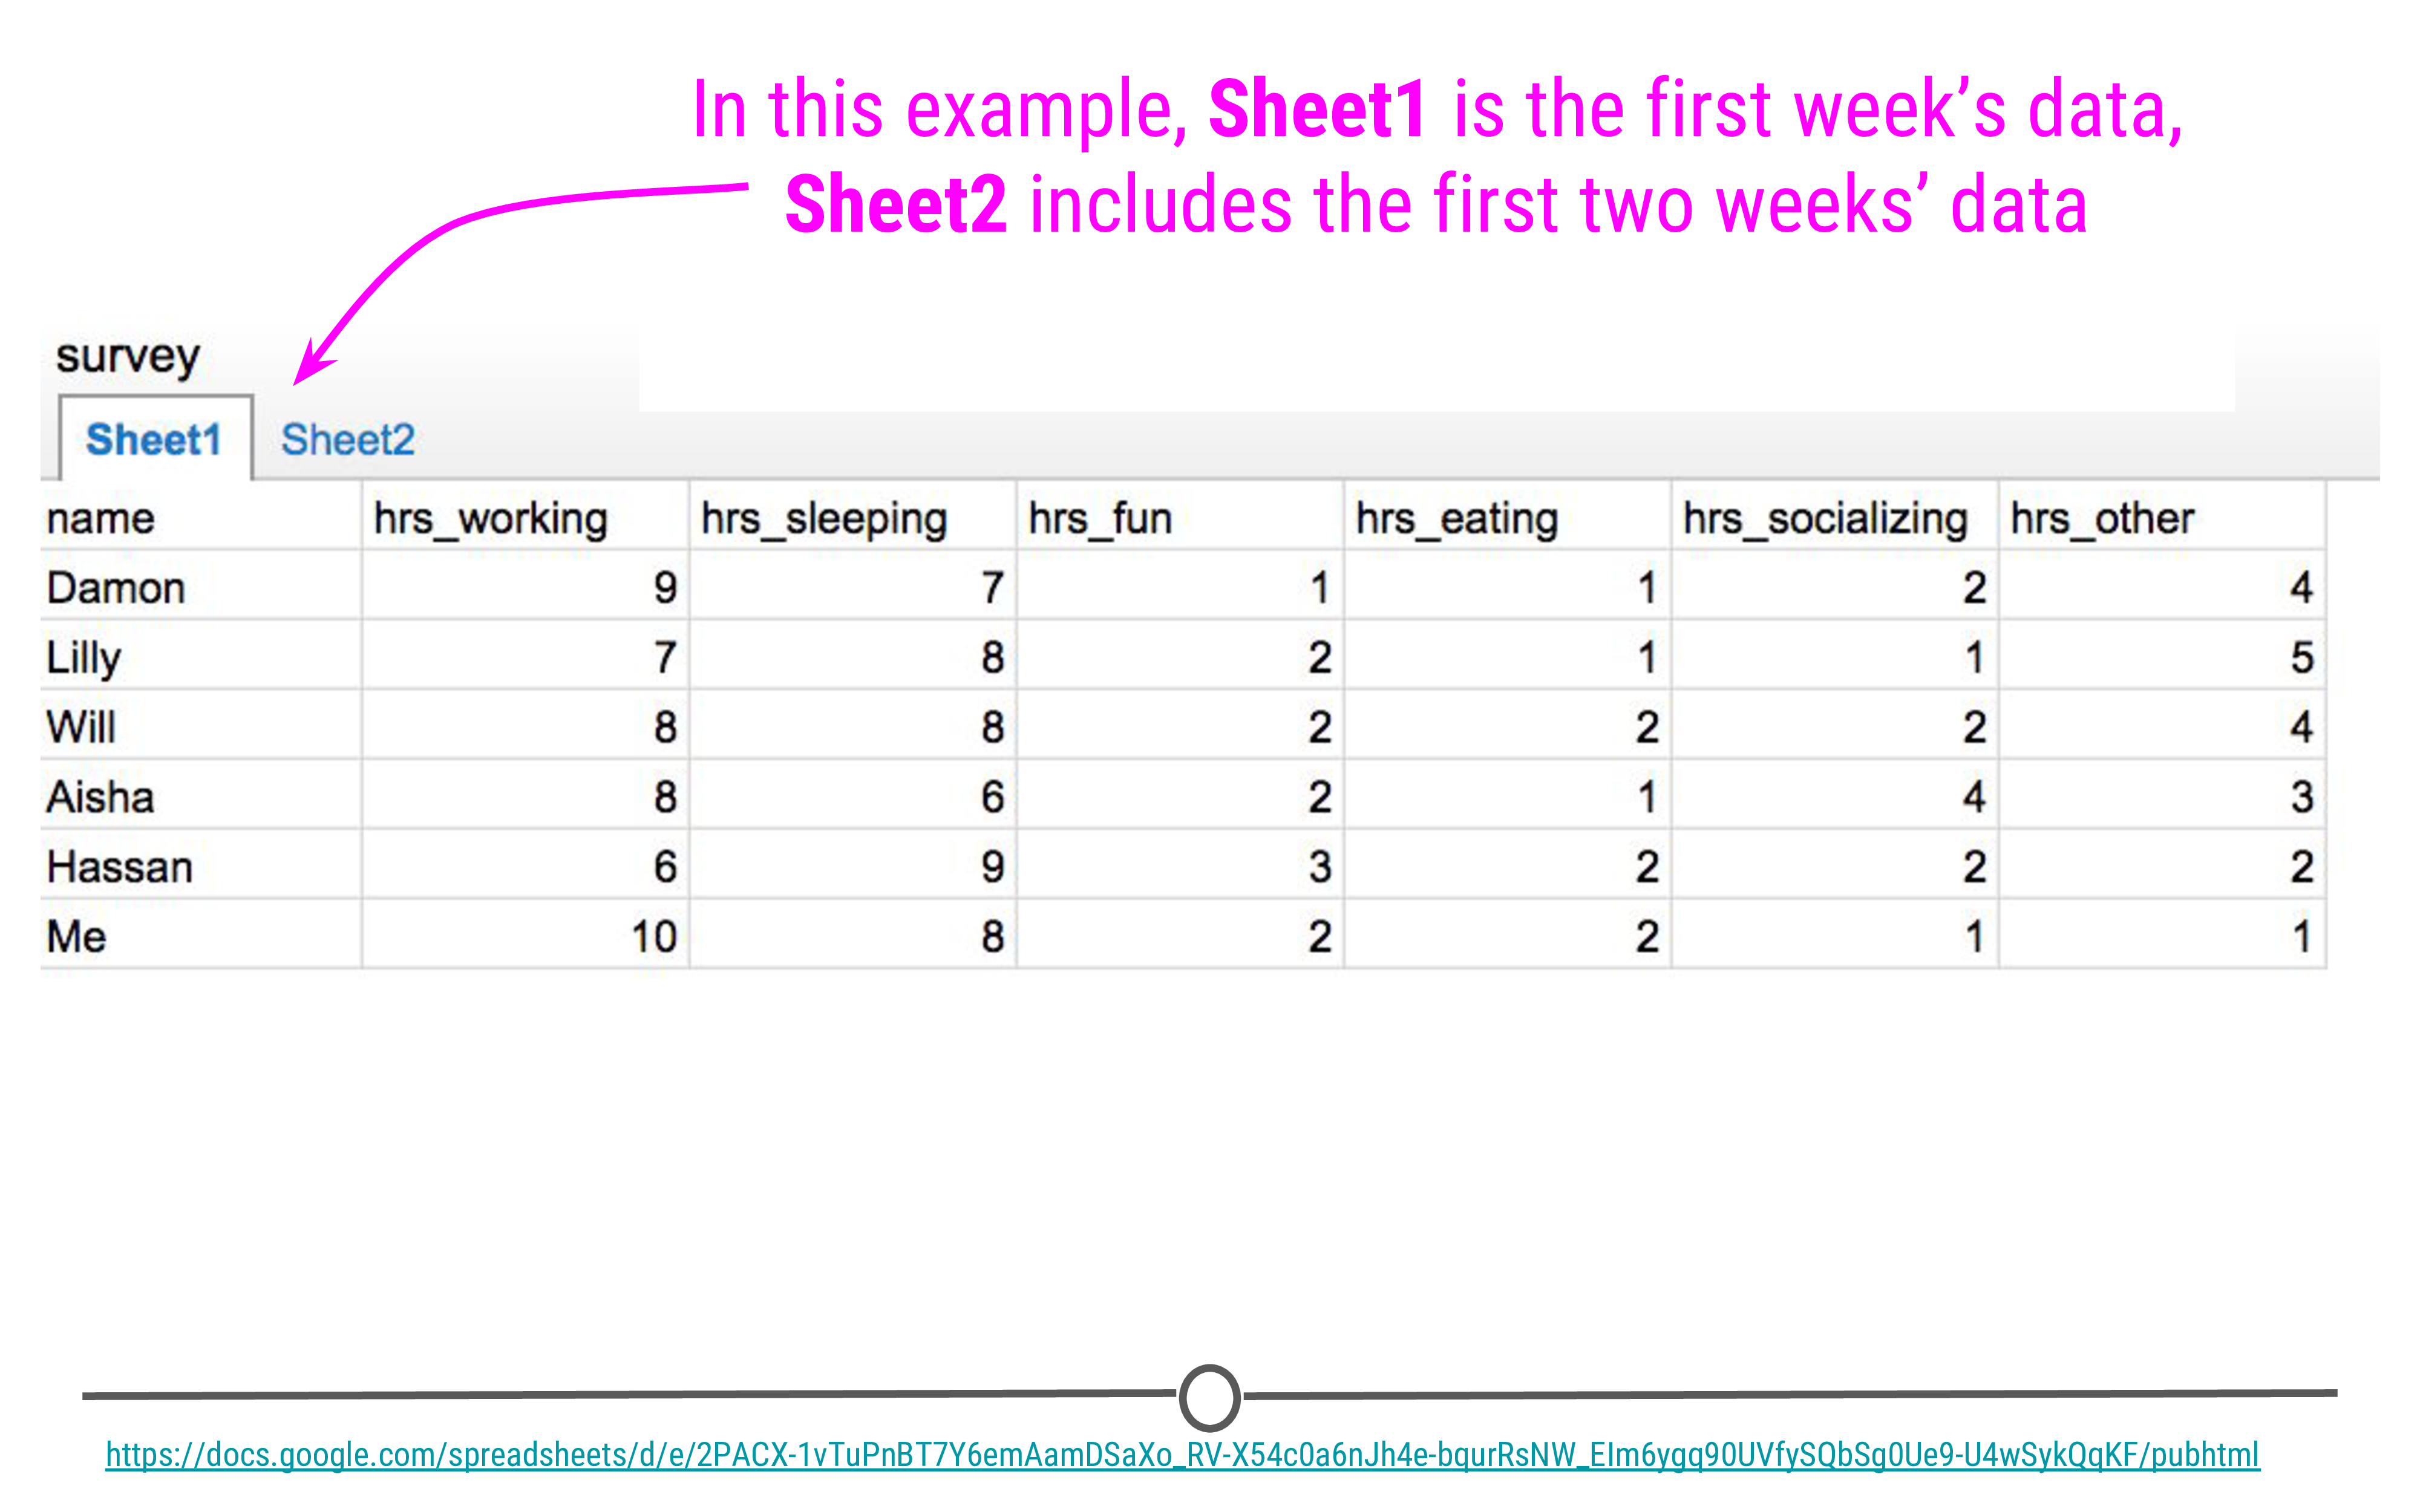 In this example, Sheet1 is the first week’s data,
Sheet2 includes the first two weeks’ data
survey
Sheet1 Sheet2
name hrs_working hrs_sleeping hrs_fun hrs_eating hrs_socializing hrs_other
Damon 9 7 1 1 2 4
Lilly 7 8 2 1 1 5
Will 8 8 2 2 2 4
Aisha 8 6 2 1 4 3
Hassan 6 9 3 2 2 2
Me 10 8 2 2 1 1
https://docs.google.com/spreadsheets/d/e/2PACX-1vTuPnBT7Y6emAamDSaXo_RV-X54c0a6nJh4e-bqurRsNW_EIm6ygq90UVfySQbSg0Ue9-U4wSykQqKF/pubhtml